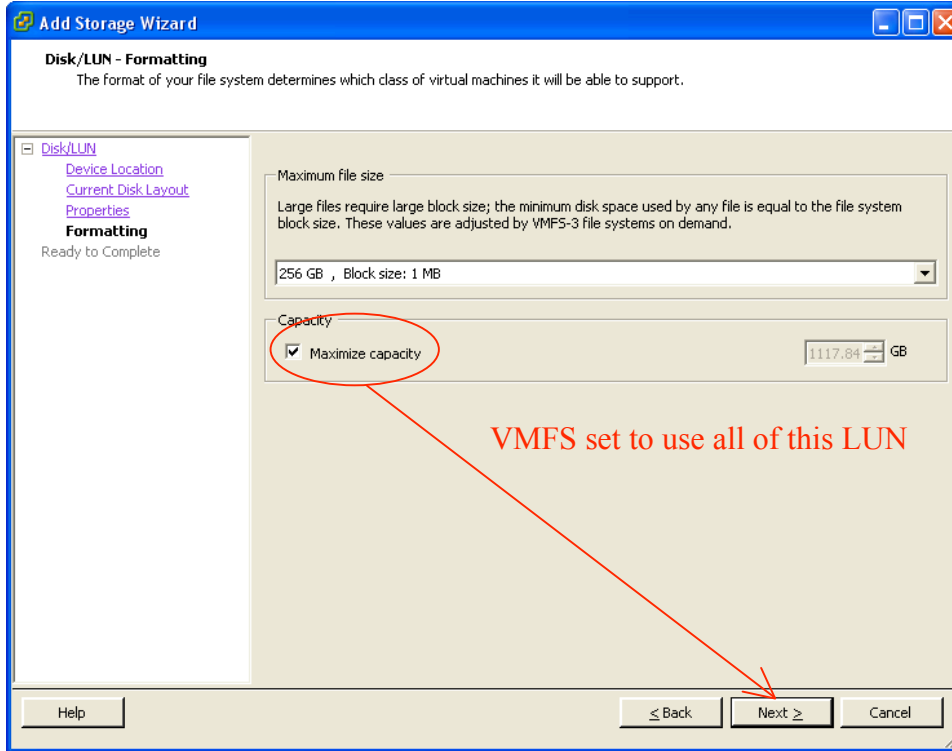 Add Storage Wizard
Disk/LUN - Formatting
The format of your file system determines which class of virtual machines it will be able to support.
Disk/LUN
Device Location
Current Disk Layout
Properties
Formatting
Ready to Complete
Maximum file size
Large files require large block size; the minimum disk space used by any file is equal to the file system
block size. These values are adjusted by VMFS-3 file systems on demand.
256 GB , Block size: 1 MB
Capacity
Maximize capacity
1117.84 GB
VMFS set to use all of this LUN
Help
< Back
Next >
Cancel